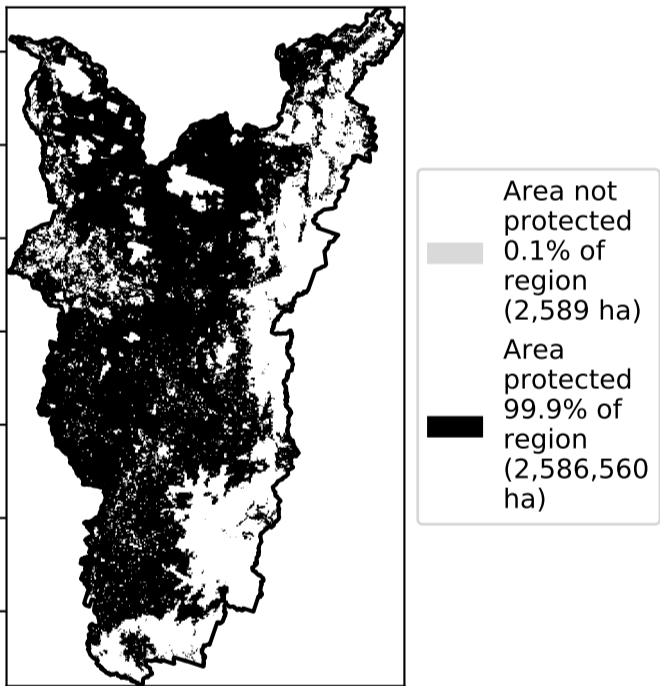 Area not
protected
0.1% of
region
(2,589 ha)
Area
protected
99.9% of
region
(2,586,560
ha)